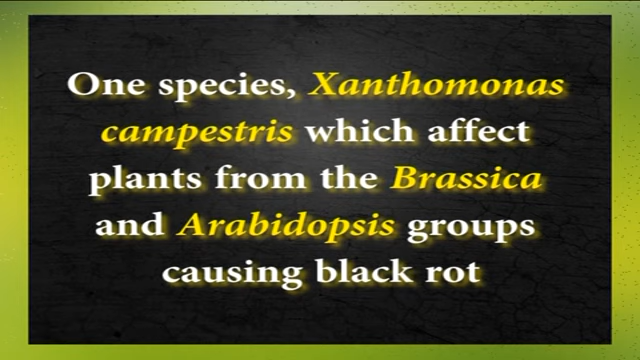 One species, Xanthomonas
campestris which affect
plants from the Brassica
and Arabidopsis groups
causing black rot